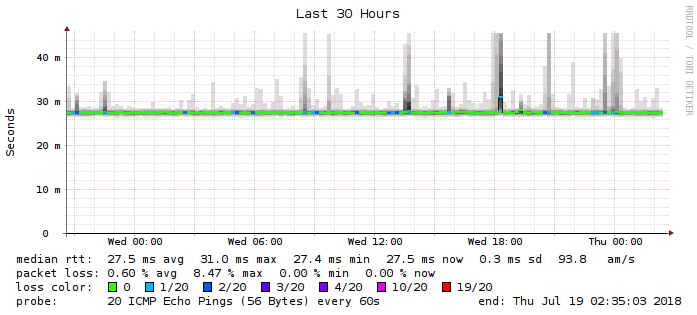 Last 30 Hours
RRDTOOL / TOBI OETIKER
Seconds
40 m
30 m
20 m
10 m
0
Wed 00:00 Wed 06:00 Wed 12:00 Wed 18:00 Thu 00:00
median rtt: 27.5 ms avg 31.0 ms max 27.4 ms min 27.5 ms now 0.3 ms sd 93.8 am/s
packet loss: 0.60 % avg 8.47 % max 0.00 % min 0.00 % now
loss color: 0 1/20 2/20 3/20 4/20 10/20 19/20
probe: 20 ICMP Echo Pings (56 Bytes) every 60s end: Thu Jul 19 02:35:03 2018